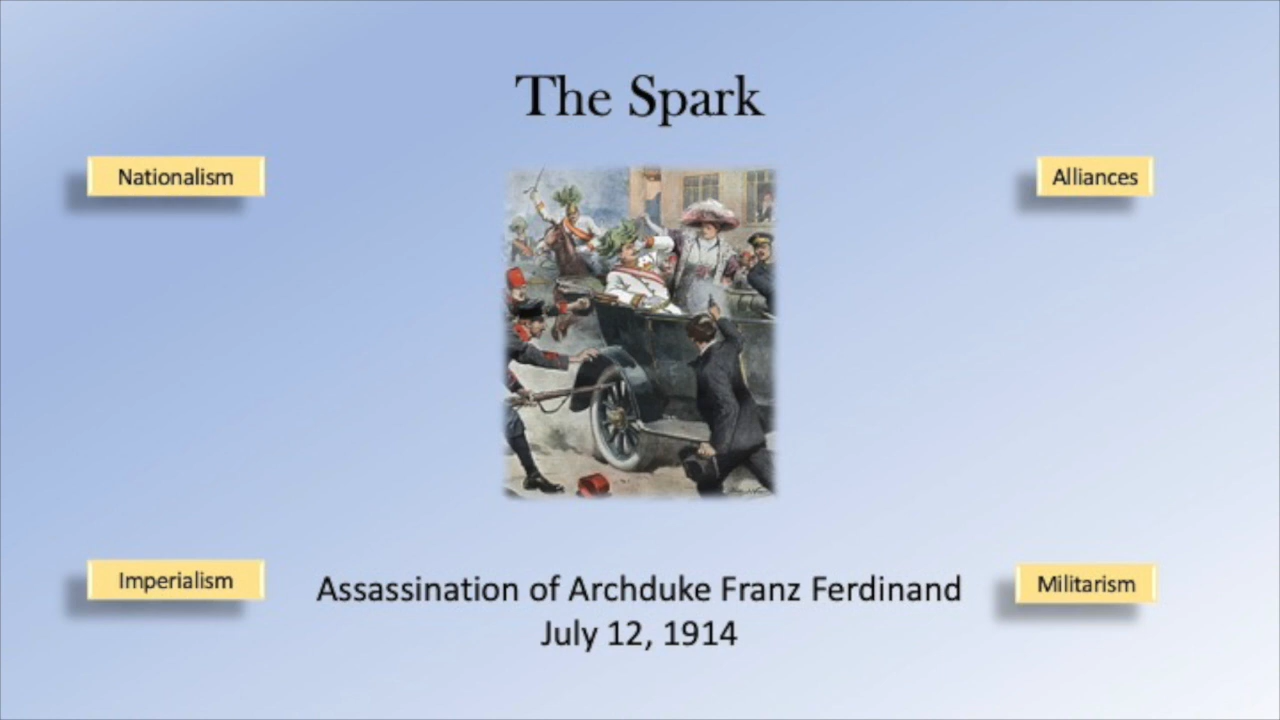 The Spark
Nationalism
Alliances
Imperialism
Assassination of Archduke Franz Ferdinand
July 12, 1914
Militarism